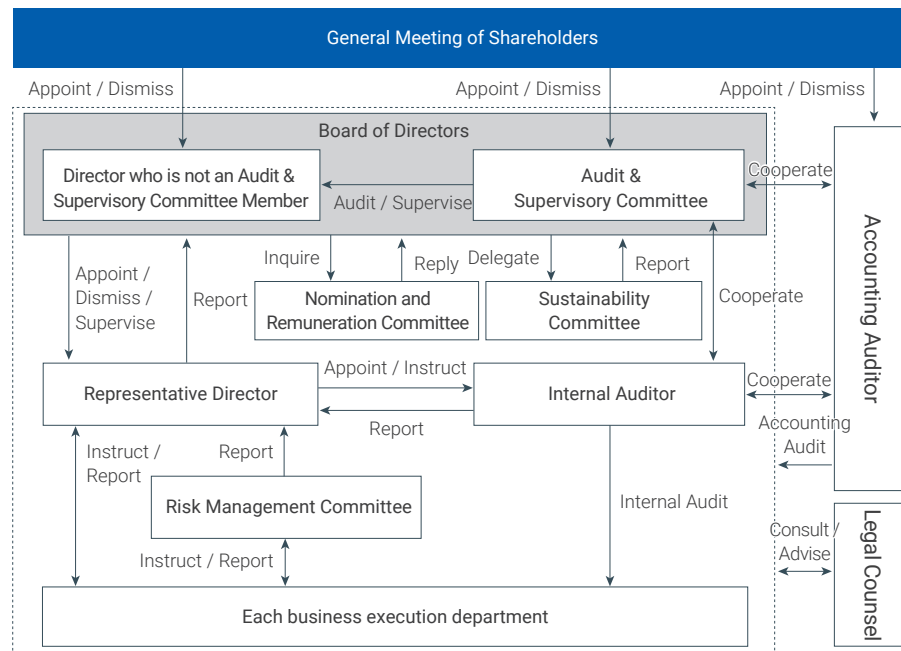 General Meeting of Shareholders
Appoint / Dismiss
Appoint / Dismiss
Appoint / Dismiss
Board of Directors
Director who is not an Audit &
Supervisory Committee Member
Audit / Supervise
Audit &
Supervisory Committee
Cooperate
Accounting Auditor
Appoint /
Dismiss /
Supervise
Report
Inquire
Reply
Delegate
Report
Cooperate
Nomination and
Remuneration Committee
Sustainability
Committee
Representative Director
Appoint / Instruct
Report
Internal Auditor
Cooperate
Accounting
Audit
Instruct /
Report
Report
Risk Management Committee
Internal Audit
Instruct / Report
Consult /
Advise
Legal Counsel
Each business execution department